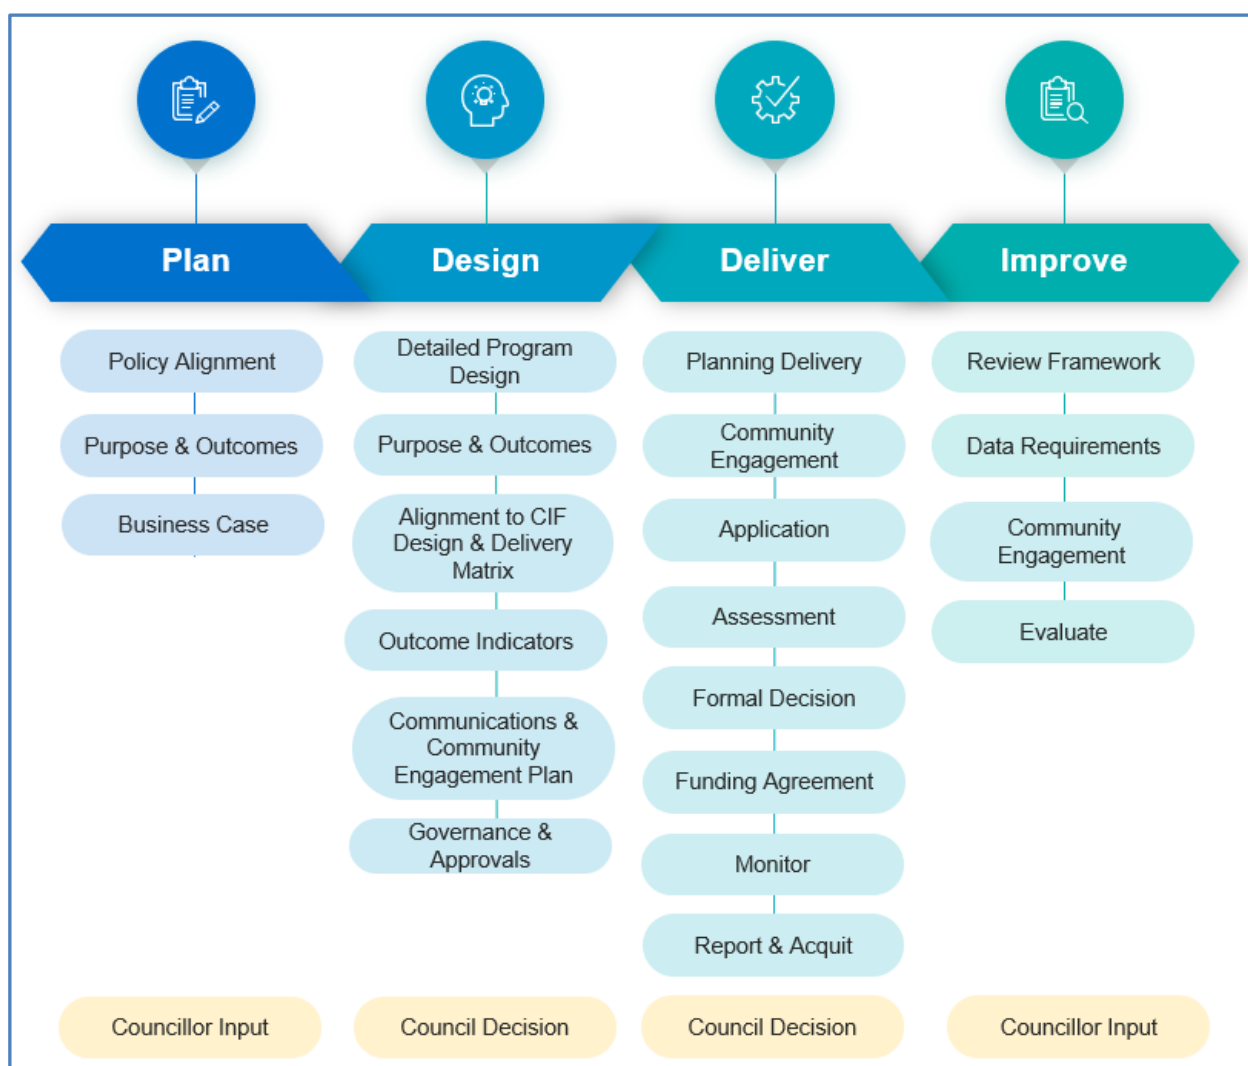 Plan
Policy Alignment
Purpose & Outcomes
Business Case
Councillor Input
Design
Detailed Program
Design
Purpose & Outcomes
Alignment to CIF
Design & Delivery
Matrix
Outcome Indicators
Communications &
Community
Engagement Plan
Governance &
Approvals
Council Decision
Deliver
Planning Delivery
Community
Engagement
Application
Assessment
Formal Decision
Funding Agreement
Monitor
Report & Acquit
Council Decision
Improve
Review Framework
Data Requirements
Community
Engagement
Evaluate
Councillor Input